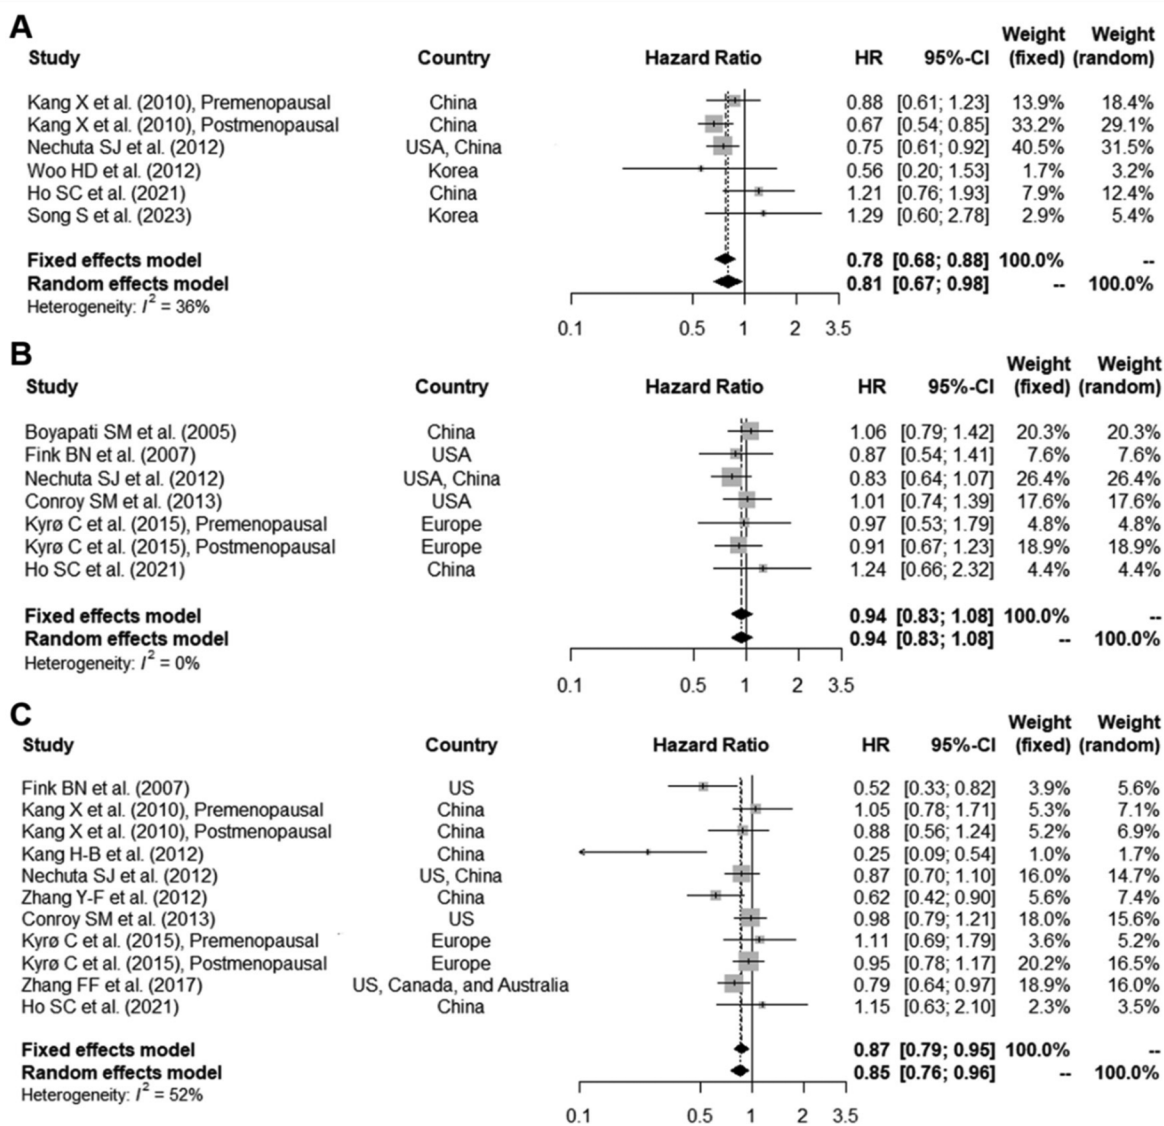 A
Weight Weight
Study Country Hazard Ratio HR 95%-CI (fixed) (random)
Kang X et al. (2010), Premenopausal China 0.88 [0.61; 1.23] 13.9% 18.4%
Kang X et al. (2010), Postmenopausal China 0.67 [0.54; 0.85] 33.2% 29.1%
Nechuta SJ et al. (2012) USA, China 0.75 [0.61; 0.92] 40.5% 31.5%
Woo HD et al. (2012) Korea 0.56 [0.20; 1.53] 1.7% 3.2%
Ho SC et al. (2021) China 1.21 [0.76; 1.93] 7.9% 12.4%
Song S et al. (2023) Korea 1.29 [0.60; 2.78] 2.9% 5.4%
Fixed effects model 0.78 [0.68; 0.88] 100.0% --
Random effects model 0.81 [0.67; 0.98] -- 100.0%
Heterogeneity: I² = 36%
0.1 0.5 1 2 3.5
B
Weight Weight
Study Country Hazard Ratio HR 95%-CI (fixed) (random)
Boyapati SM et al. (2005) China 1.06 [0.79; 1.42] 20.3% 20.3%
Fink BN et al. (2007) USA 0.87 [0.54; 1.41] 7.6% 7.6%
Nechuta SJ et al. (2012) USA, China 0.83 [0.64; 1.07] 26.4% 26.4%
Conroy SM et al. (2013) USA 1.01 [0.74; 1.39] 17.6% 17.6%
Kyrø C et al. (2015), Premenopausal Europe 0.97 [0.53; 1.79] 4.8% 4.8%
Kyrø C et al. (2015), Postmenopausal Europe 0.91 [0.67; 1.23] 18.9% 18.9%
Ho SC et al. (2021) China 1.24 [0.66; 2.32] 4.4% 4.4%
Fixed effects model 0.94 [0.83; 1.08] 100.0% --
Random effects model 0.94 [0.83; 1.08] -- 100.0%
Heterogeneity: I² = 0%
0.1 0.5 1 2 3.5
C
Weight Weight
Study Country Hazard Ratio HR 95%-CI (fixed) (random)
Fink BN et al. (2007) US 0.52 [0.33; 0.82] 3.9% 5.6%
Kang X et al. (2010), Premenopausal China 1.05 [0.78; 1.71] 5.3% 7.1%
Kang X et al. (2010), Postmenopausal China 0.88 [0.56; 1.24] 5.2% 6.9%
Kang H-B et al. (2012) China 0.25 [0.09; 0.54] 1.0% 1.7%
Nechuta SJ et al. (2012) US, China 0.87 [0.70; 1.10] 16.0% 14.7%
Zhang Y-F et al. (2012) China 0.62 [0.42; 0.90] 5.6% 7.4%
Conroy SM et al. (2013) US 0.98 [0.79; 1.21] 18.0% 15.6%
Kyrø C et al. (2015), Premenopausal Europe 1.11 [0.69; 1.79] 3.6% 5.2%
Kyrø C et al. (2015), Postmenopausal Europe 0.95 [0.78; 1.17] 20.2% 16.5%
Zhang FF et al. (2017) US, Canada, and Australia 0.79 [0.64; 0.97] 18.9% 16.0%
Ho SC et al. (2021) China 1.15 [0.63; 2.10] 2.3% 3.5%
Fixed effects model 0.87 [0.79; 0.95] 100.0% --
Random effects model 0.85 [0.76; 0.96] -- 100.0%
Heterogeneity: I² = 52%
0.1 0.5 1 2 3.5